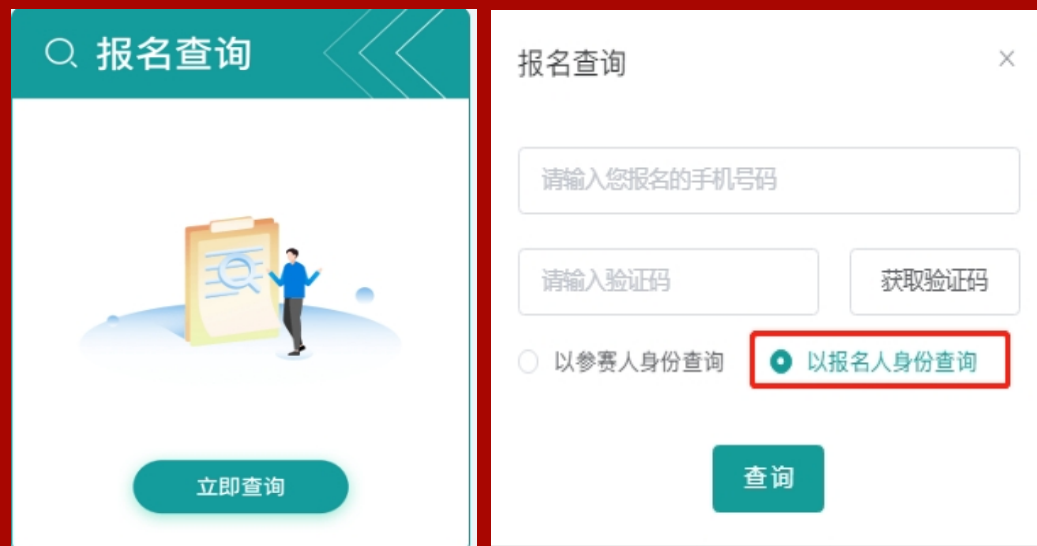 报名查询
立即查询
报名查询
请输入您报名的手机号码
请输入验证码
获取验证码
以参赛人身份查询
以报名人身份查询
查询